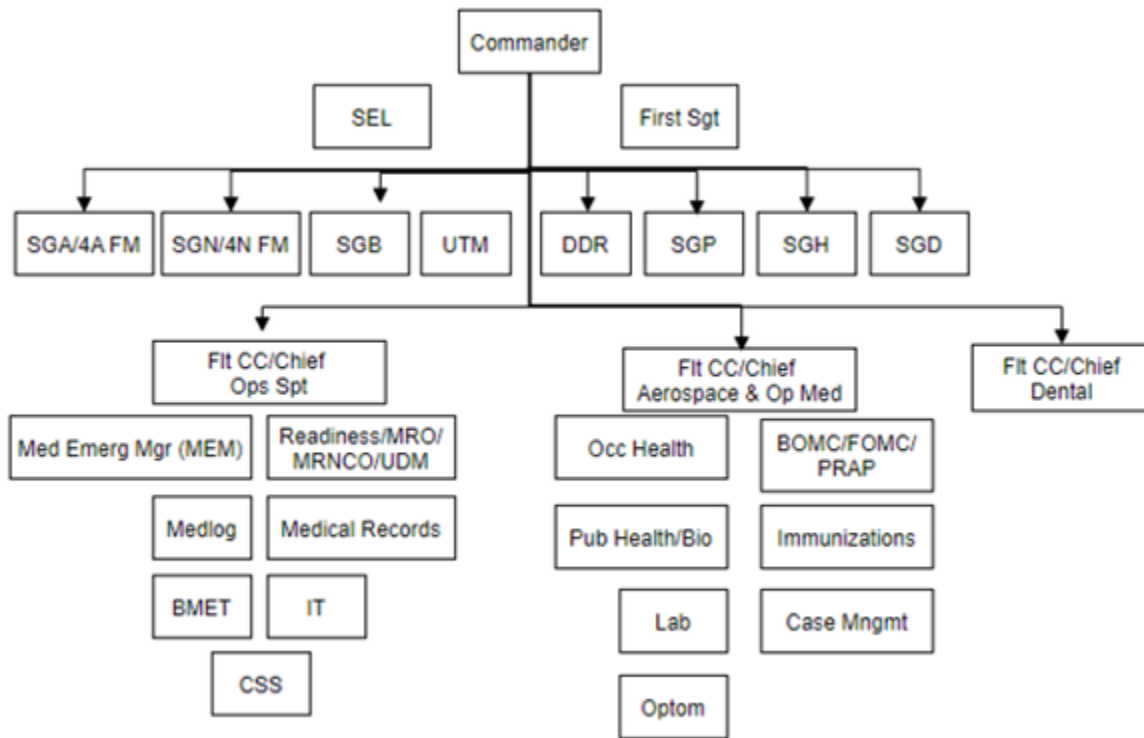 Commander
SEL
First Sgt
SGA/4A FM
SGN/4N FM
SGB
UTM
DDR
SGP
SGH
SGD
Flt CC/Chief
Ops Spt
Flt CC/Chief
Aerospace & Op Med
Flt CC/Chief
Dental
Med Emerg Mgr (MEM)
Readiness/MRO/
MRNCO/UDM
Occ Health
BOMC/FOMC/
PRAP
Medlog
Medical Records
Pub Health/Bio
Immunizations
BMET
IT
Lab
Case Mngmt
CSS
Optom